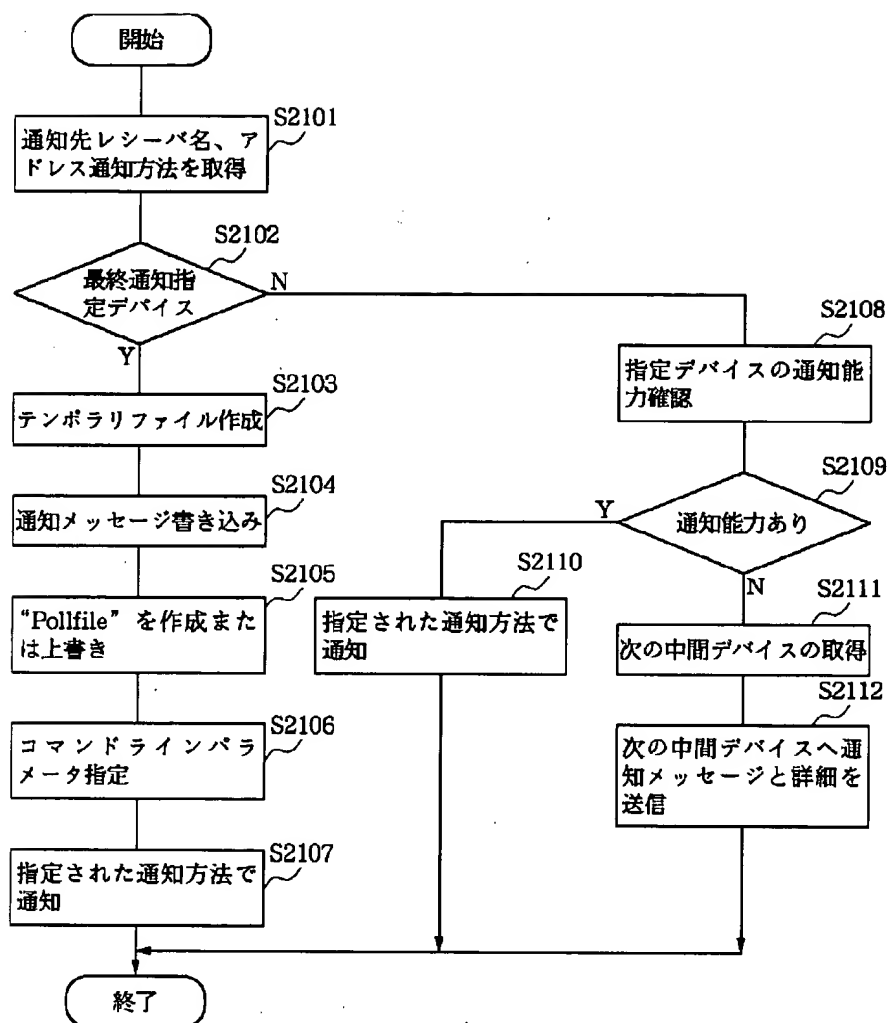 開始
S2101
通知先レシーバ名、ア
ドレス通知方法を取得
S2102
最終通知指
定デバイス
N
Y
S2103
テンポラリファイル作成
S2104
通知メッセージ書き込み
S2105
“Pollfile”を作成また
は上書き
S2106
コマンドラインパラ
メータ指定
S2107
指定された通知方法で
通知
S2108
指定デバイスの通知能
力確認
S2109
通知能力あり
Y
N
S2110
指定された通知方法で
通知
S2111
次の中間デバイスの取得
S2112
次の中間デバイスへ通
知メッセージと詳細を
送信
終了